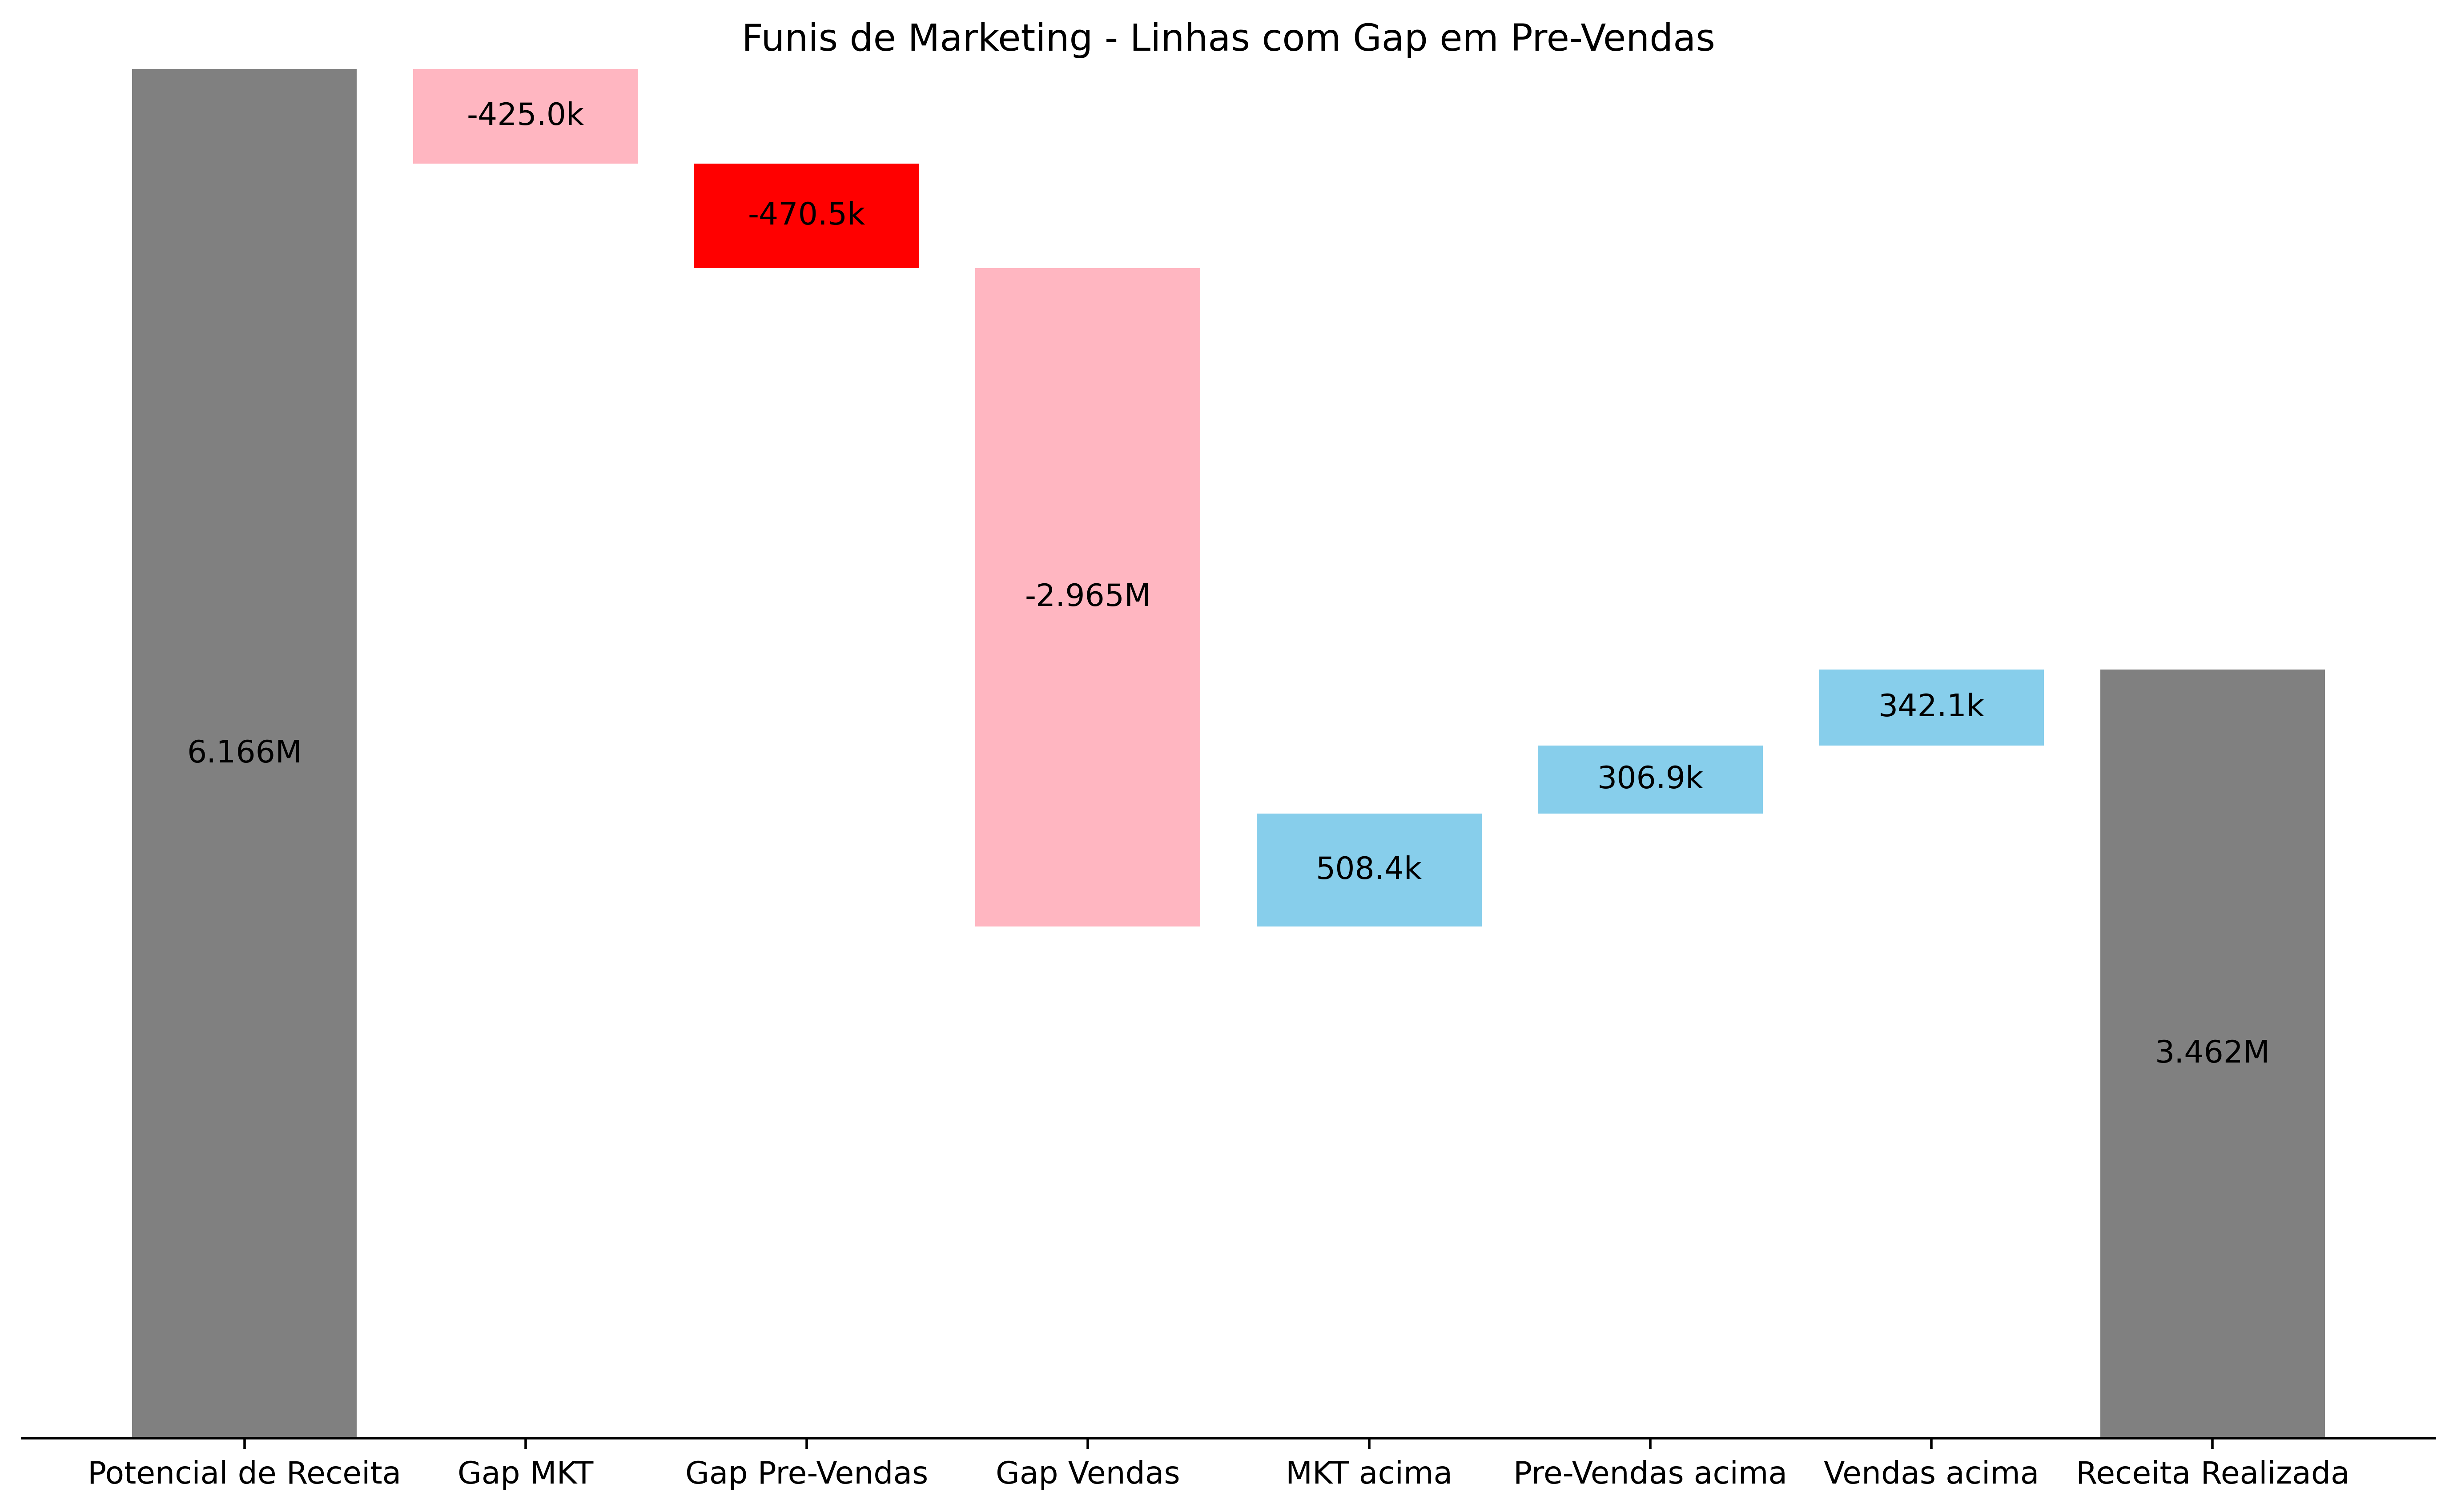 Funis de Marketing - Linhas com Gap em Pre-Vendas
-425.0k
-470.5k
-2.965M
6.166M
342.1k
306.9k
508.4k
3.462M
Potencial de Receita Gap MKT Gap Pre-Vendas Gap Vendas MKT acima Pre-Vendas acima Vendas acima Receita Realizada